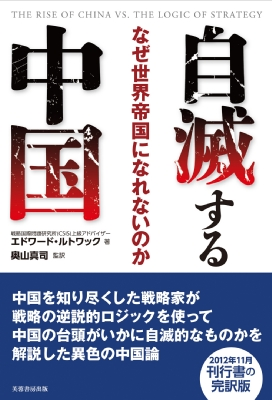 THE RISE OF CHINA VS. THE LOGIC OF STRATEGY
自滅する
中国
なぜ世界帝国になれないのか
戦略国際問題研究所(CSIS)上級アドバイザー
エドワード・ルトワック 著
奥山真司 監訳
中国を知り尽くした戦略家が
戦略の逆説的ロジックを使って
中国の台頭がいかに自滅的なものかを
解説した異色の中国論
2012年11月
刊行書の
完訳版
芙蓉書房出版